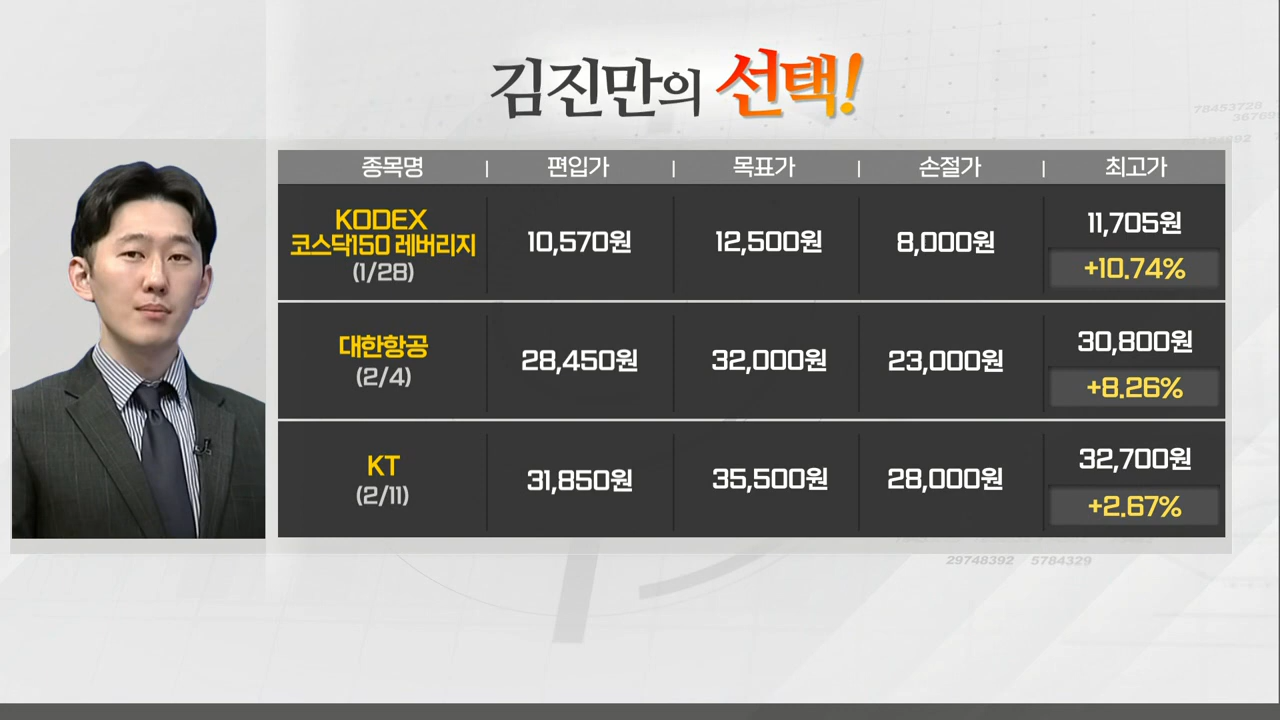 김진만의 선택!
78453728
종목명 | 편입가 | 목표가 | 손절가 | 최고가
KODEX
코스닥150 레버리지
(1/28)
10,570원
12,500원
8,000원
11,705원
+10.74%
대한항공
(2/4)
28,450원
32,000원
23,000원
30,800원
+8.26%
KT
(2/11)
31,850원
35,500원
28,000원
32,700원
+2.67%
29748392 5784329